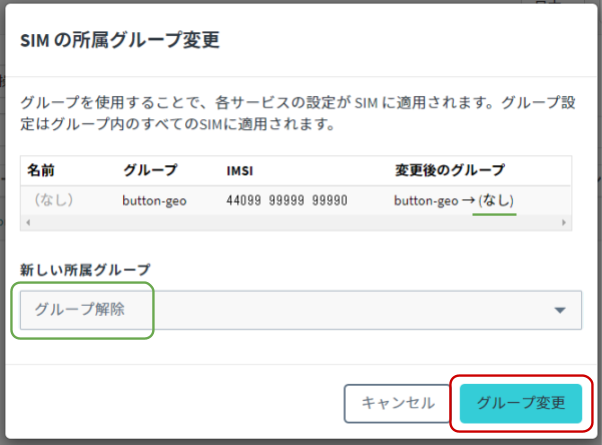 SIM の所属グループ変更
グループを使用することで、各サービスの設定が SIM に適用されます。グループ設
定はグループ内のすべてのSIMに適用されます。
名前 グループ IMSI 変更後のグループ
（なし） button-geo 44099 99999 99990 button-geo → (なし)
新しい所属グループ
グループ解除
キャンセル グループ変更